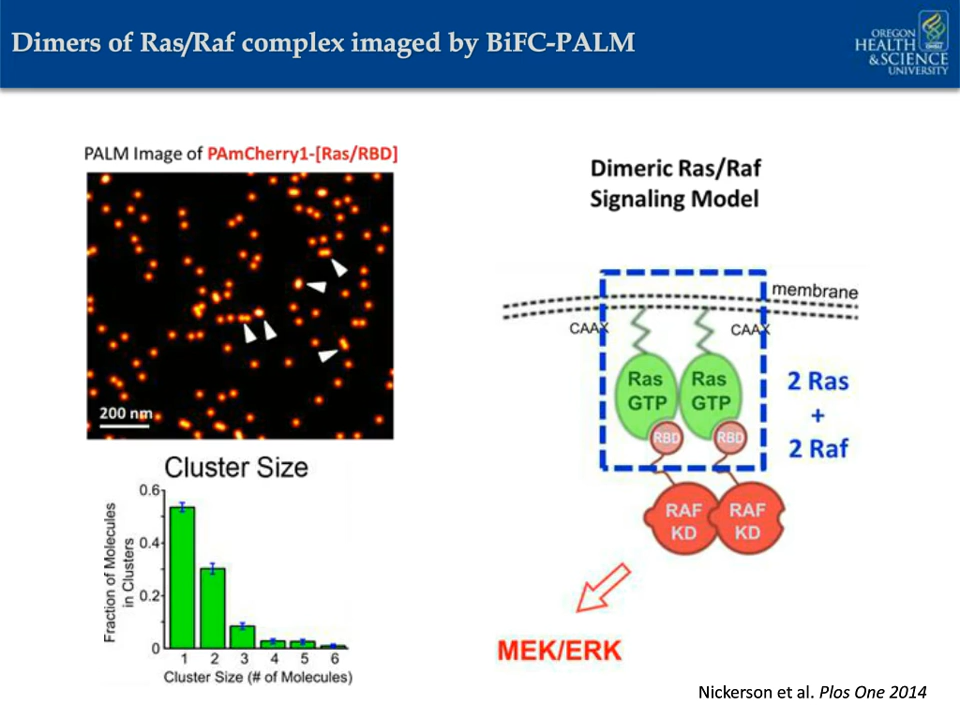 Dimers of Ras/Raf complex imaged by BiFC-PALM
OREGON
HEALTH
& SCIENCE
UNIVERSITY
PALM Image of PAmCherry1-[Ras/RBD]
200 nm
Cluster Size
Fraction of Molecules
in Clusters
0.6
0.4
0.2
0
1 2 3 4 5 6
Cluster Size (# of Molecules)
Dimeric Ras/Raf
Signaling Model
membrane
CAAX CAAX
Ras Ras
GTP GTP
RBD RBD
2 Ras
+
2 Raf
RAF RAF
KD KD
MEK/ERK
Nickerson et al. Plos One 2014